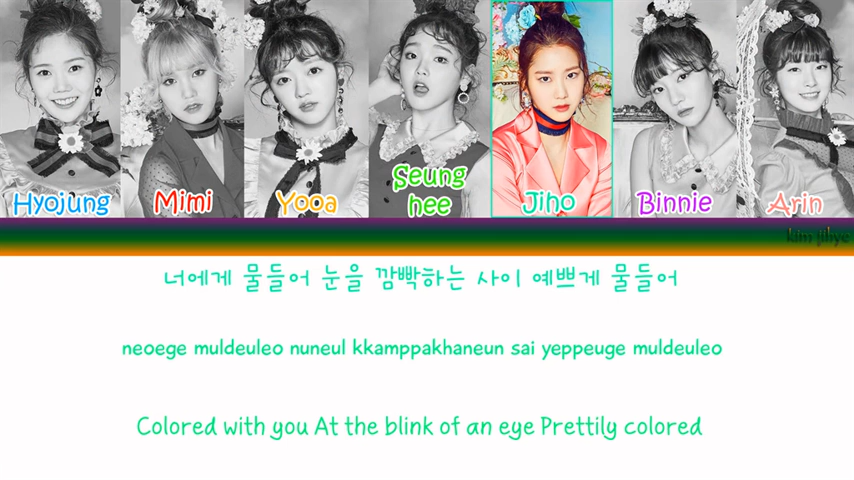 Hyojung Mimi Yooa Seung hee Jiho Binnie Arin
kim jihye
너에게 물들어 눈을 깜빡하는 사이 예쁘게 물들어
neoege muldeuleo nuneul kkamppakhaneun sai yeppeuge muldeuleo
Colored with you At the blink of an eye Prettily colored